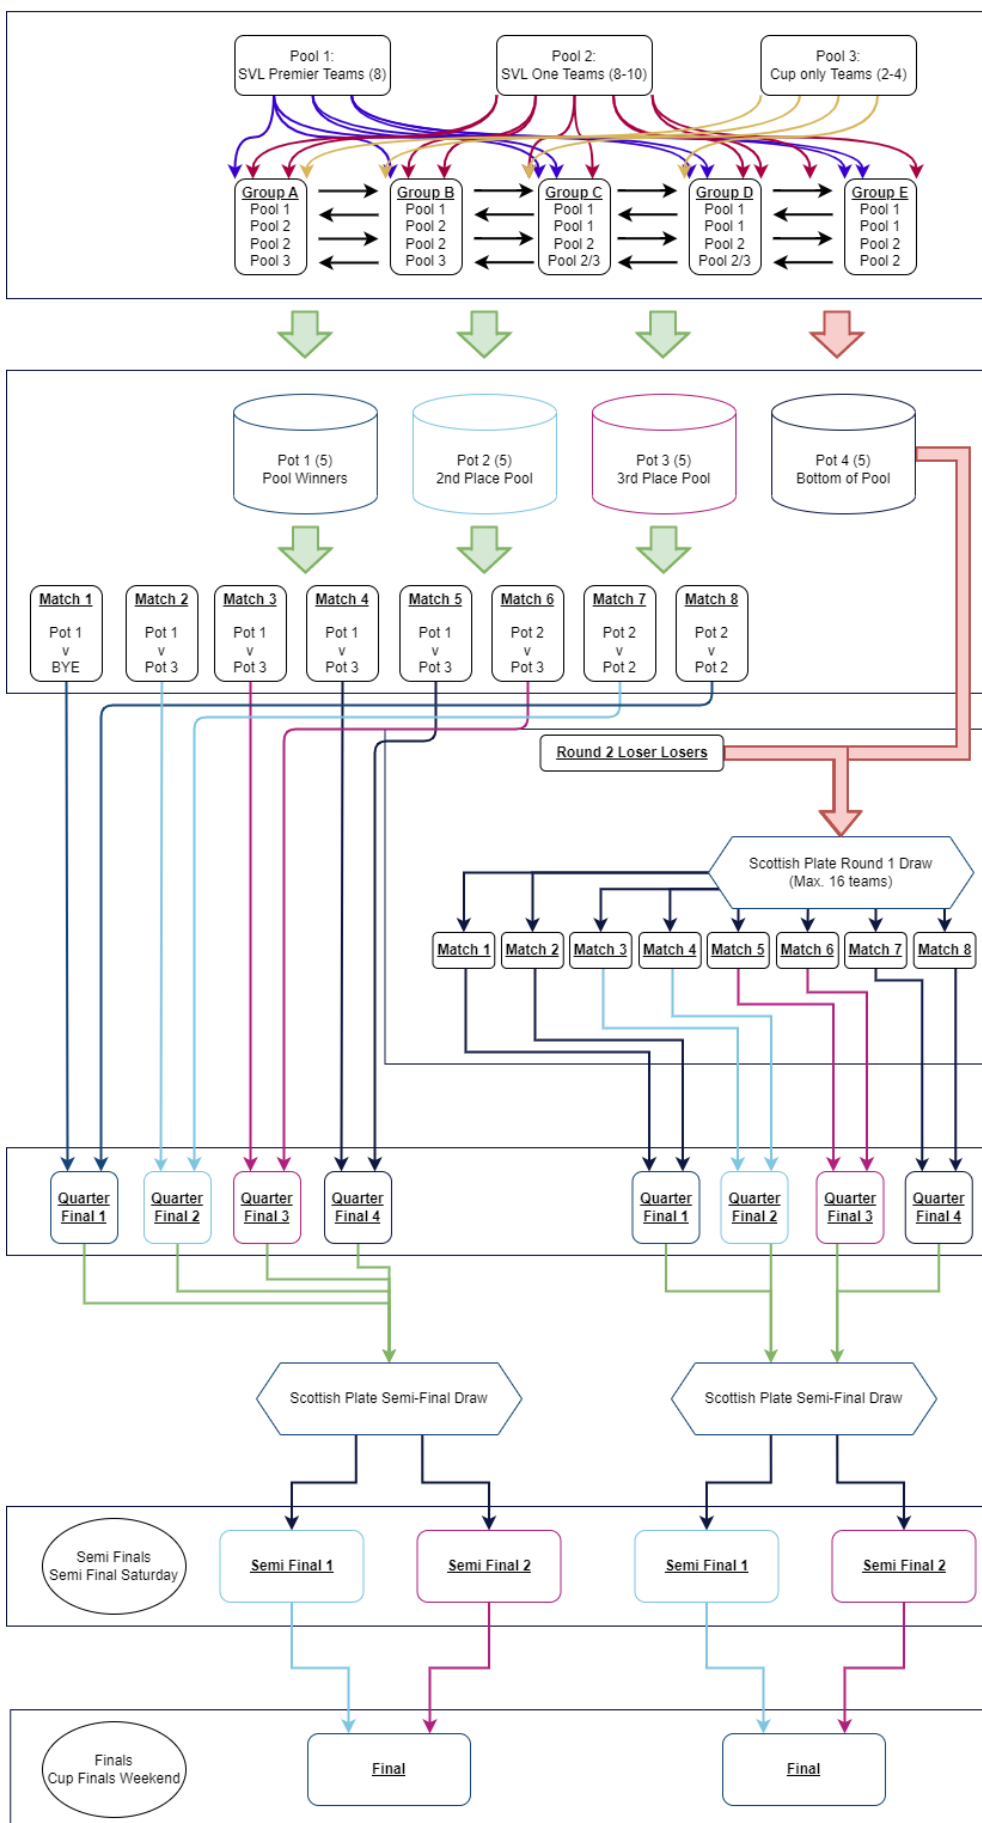 Pool 1:
SVL Premier Teams (8)
Pool 2:
SVL One Teams (8-10)
Pool 3:
Cup only Teams (2-4)
Group A
Pool 1
Pool 2
Pool 2
Pool 3
Group B
Pool 1
Pool 2
Pool 2
Pool 3
Group C
Pool 1
Pool 1
Pool 2
Pool 2/3
Group D
Pool 1
Pool 1
Pool 2
Pool 2/3
Group E
Pool 1
Pool 1
Pool 2
Pool 2
Pot 1 (5)
Pool Winners
Pot 2 (5)
2nd Place Pool
Pot 3 (5)
3rd Place Pool
Pot 4 (5)
Bottom of Pool
Match 1
Pot 1
v
BYE
Match 2
Pot 1
v
Pot 3
Match 3
Pot 1
v
Pot 3
Match 4
Pot 1
v
Pot 3
Match 5
Pot 1
v
Pot 3
Match 6
Pot 2
v
Pot 3
Match 7
Pot 2
v
Pot 2
Match 8
Pot 2
v
Pot 2
Round 2 Loser Losers
Scottish Plate Round 1 Draw
(Max. 16 teams)
Match 1
Match 2
Match 3
Match 4
Match 5
Match 6
Match 7
Match 8
Quarter
Final 1
Quarter
Final 2
Quarter
Final 3
Quarter
Final 4
Quarter
Final 1
Quarter
Final 2
Quarter
Final 3
Quarter
Final 4
Scottish Plate Semi-Final Draw
Scottish Plate Semi-Final Draw
Semi Finals
Semi Final Saturday
Semi Final 1
Semi Final 2
Semi Final 1
Semi Final 2
Finals
Cup Finals Weekend
Final
Final